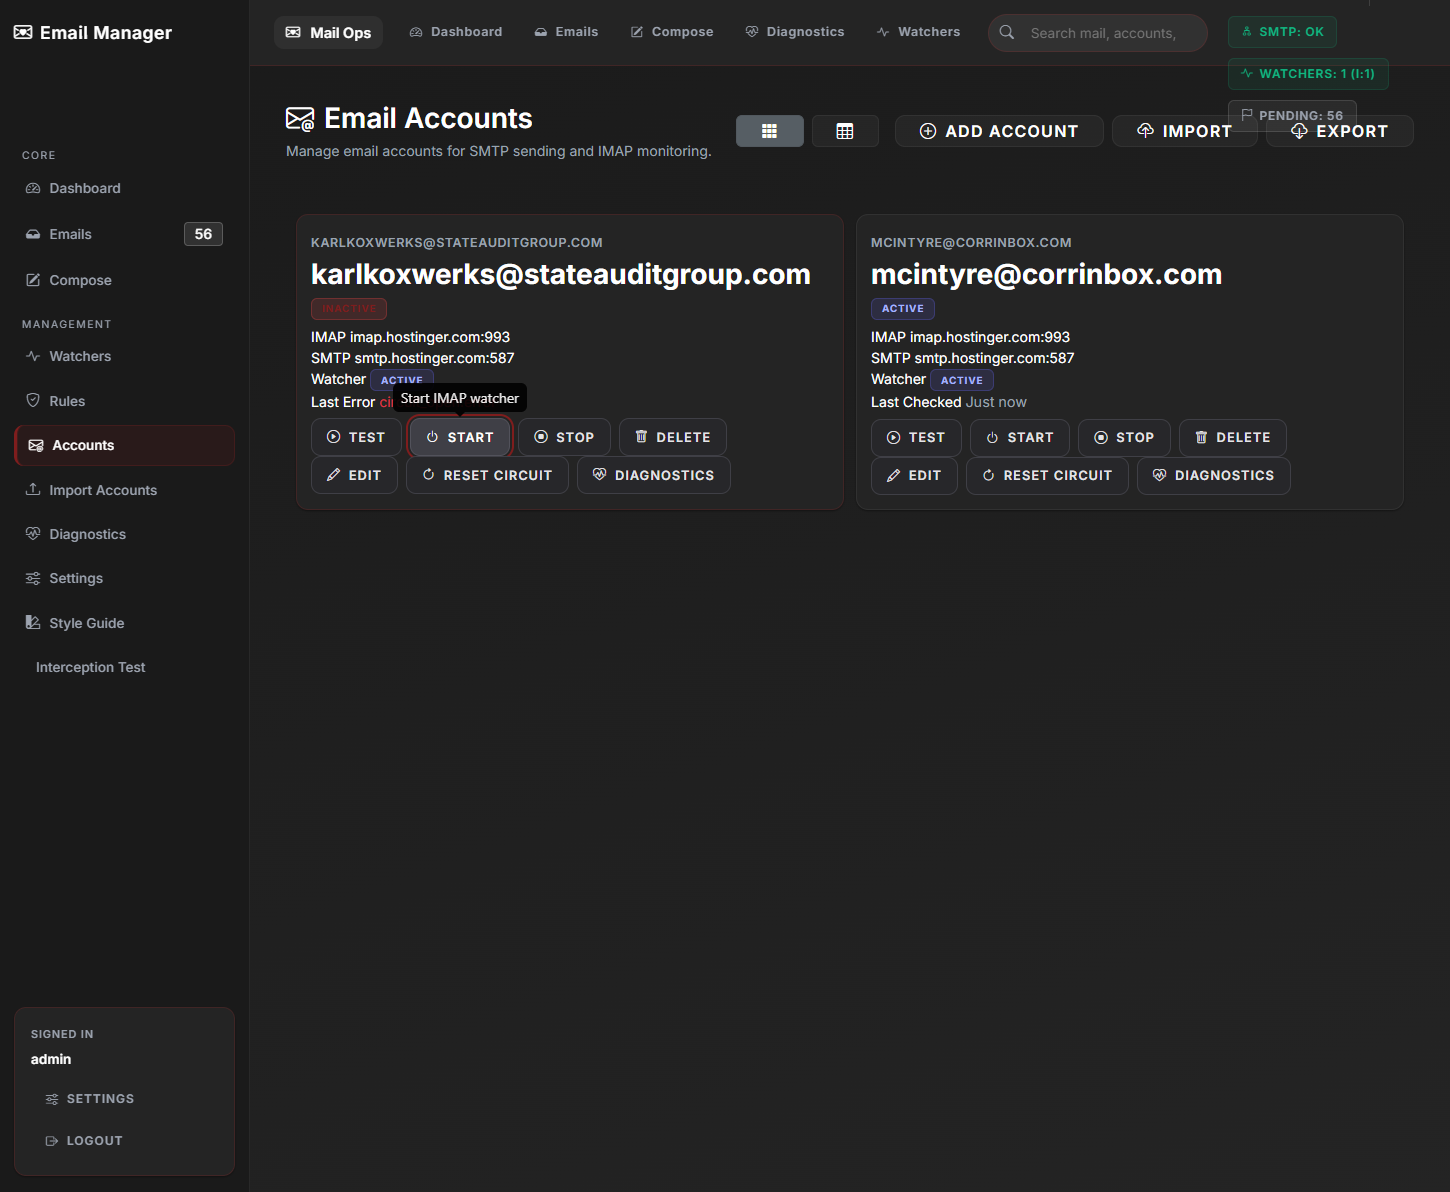 Email Manager
Mail Ops
Dashboard
Emails
Compose
Diagnostics
Watchers
Search mail, accounts,
SMTP: OK
WATCHERS: 1 (I:1)
PENDING: 56
CORE
Dashboard
Emails
56
Compose
MANAGEMENT
Watchers
Rules
Accounts
Import Accounts
Diagnostics
Settings
Style Guide
Interception Test
SIGNED IN
admin
SETTINGS
LOGOUT
Email Accounts
Manage email accounts for SMTP sending and IMAP monitoring.
ADD ACCOUNT
IMPORT
EXPORT
KARLKOXWERKS@STATEAUDITGROUP.COM
karlkoxwerks@stateauditgroup.com
INACTIVE
IMAP imap.hostinger.com:993
SMTP smtp.hostinger.com:587
Watcher ACTIVE
Last Error
Start IMAP watcher
TEST START STOP DELETE
EDIT RESET CIRCUIT DIAGNOSTICS
MCINTYRE@CORRINBOX.COM
mcintyre@corrinbox.com
ACTIVE
IMAP imap.hostinger.com:993
SMTP smtp.hostinger.com:587
Watcher ACTIVE
Last Checked Just now
TEST START STOP DELETE
EDIT RESET CIRCUIT DIAGNOSTICS